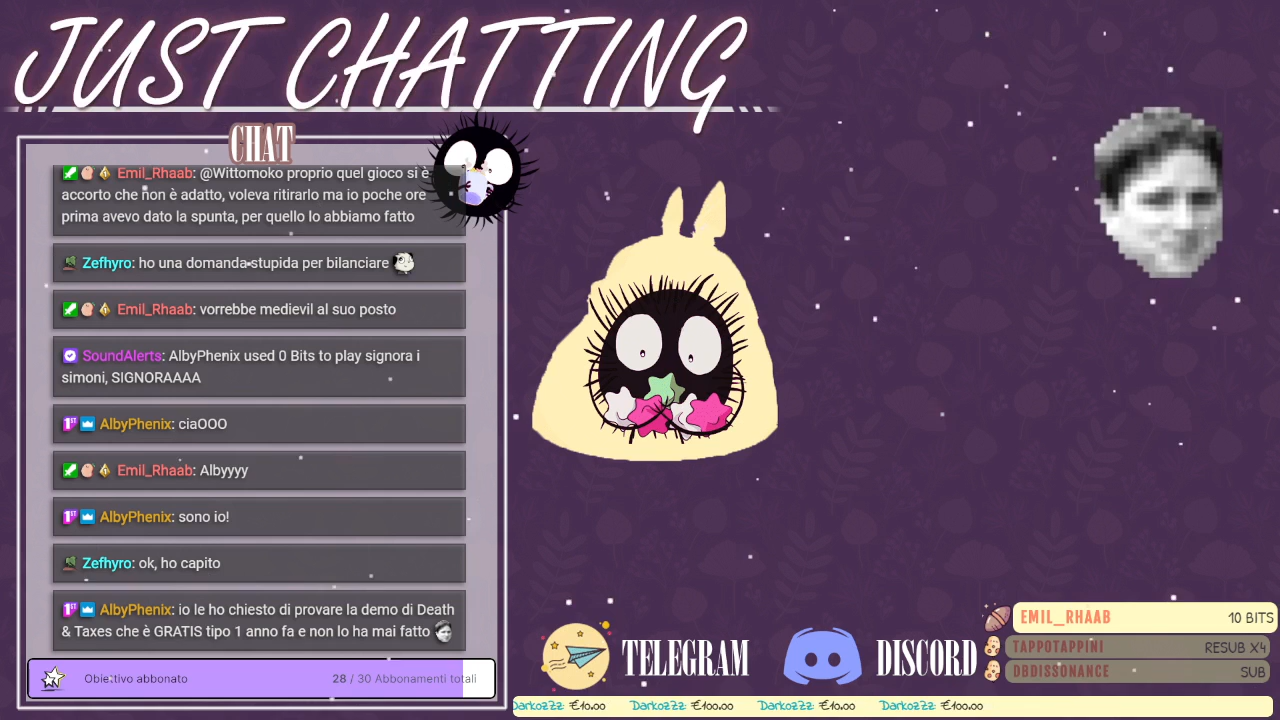 JUST CHATTING
CHAT
Emil_Rhaab: @Wittomoko proprio quel gioco si è
accorto che non è adatto, voleva ritirarlo ma io poche ore
prima avevo dato la spunta, per quello lo abbiamo fatto
Zefhyro: ho una domanda stupida per bilanciare
Emil_Rhaab: vorrebbe medievil al suo posto
SoundAlerts: AlbyPhenix used 0 Bits to play signora i
simoni, SIGNORAAAA
1ST AlbyPhenix: ciaOOO
Emil_Rhaab: Albyyyy
1ST AlbyPhenix: sono io!
Zefhyro: ok, ho capito
1ST AlbyPhenix: io le ho chiesto di provare la demo di Death
& Taxes che è GRATIS tipo 1 anno fa e non lo ha mai fatto
Obiettivo abbonato 28 / 30 Abbonamenti totali
TELEGRAM
DISCORD
EMIL_RHAAB 10 BITS
TAPPOTAPPINI RESUB X4
DBDISSONANCE SUB
DarkozZz: €10.00 DarkozZz: €100.00 DarkozZz: €10.00 DarkozZz: €100.00